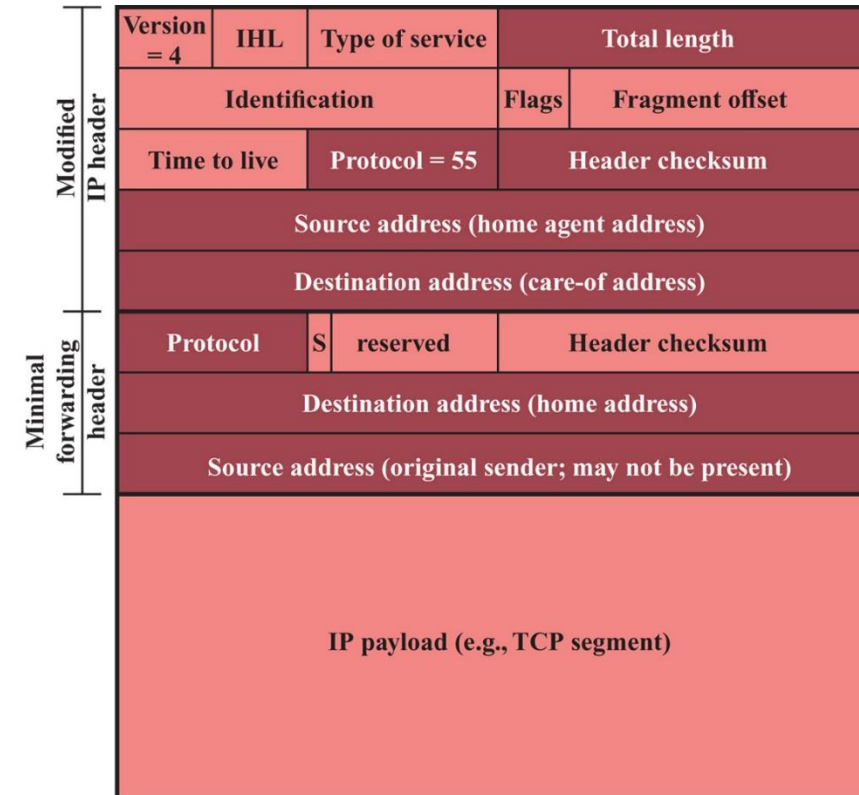 Version
= 4
IHL
Type of service
Total length
Identification
Flags
Fragment offset
Time to live
Protocol = 55
Header checksum
Source address (home agent address)
Destination address (care-of address)
Modified
IP header
Protocol
S
reserved
Header checksum
Destination address (home address)
Source address (original sender; may not be present)
Minimal
forwarding
header
IP payload (e.g., TCP segment)